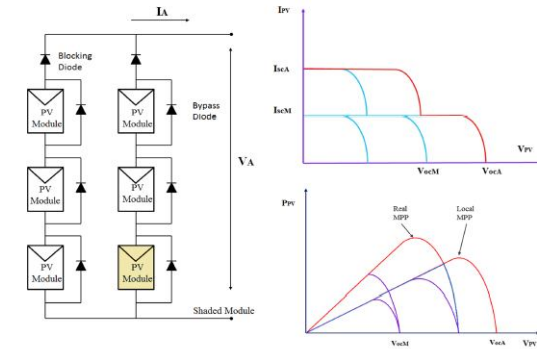 IA
Blocking
Diode
PV
Module
PV
Module
Bypass
Diode
VA
PV
Module
PV
Module
PV
Module
PV
Module
Shaded Module
IPV
IscA
IscM
VPV
VocM
VocA
PPV
Real
MPP
Local
MPP
VocM
VocA
VPV